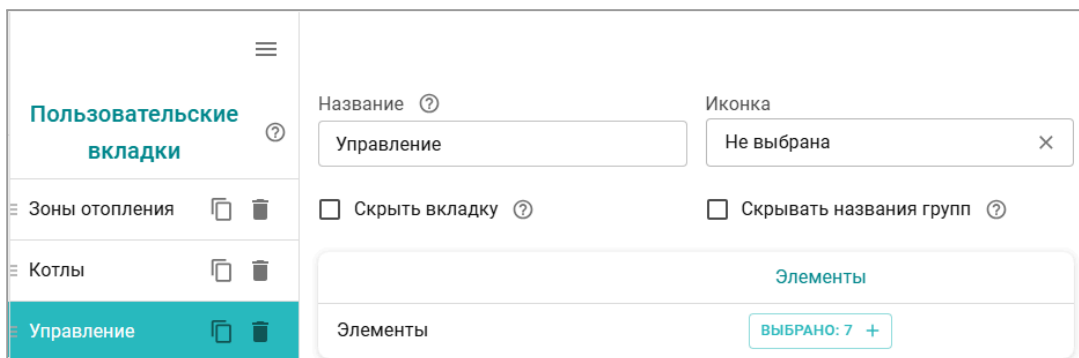 Пользовательские
вкладки
Зоны отопления
Котлы
Управление
Название
Управление
Иконка
Не выбрана
Скрыть вкладку
Скрывать названия групп
Элементы
Элементы
ВЫБРАНО: 7 +